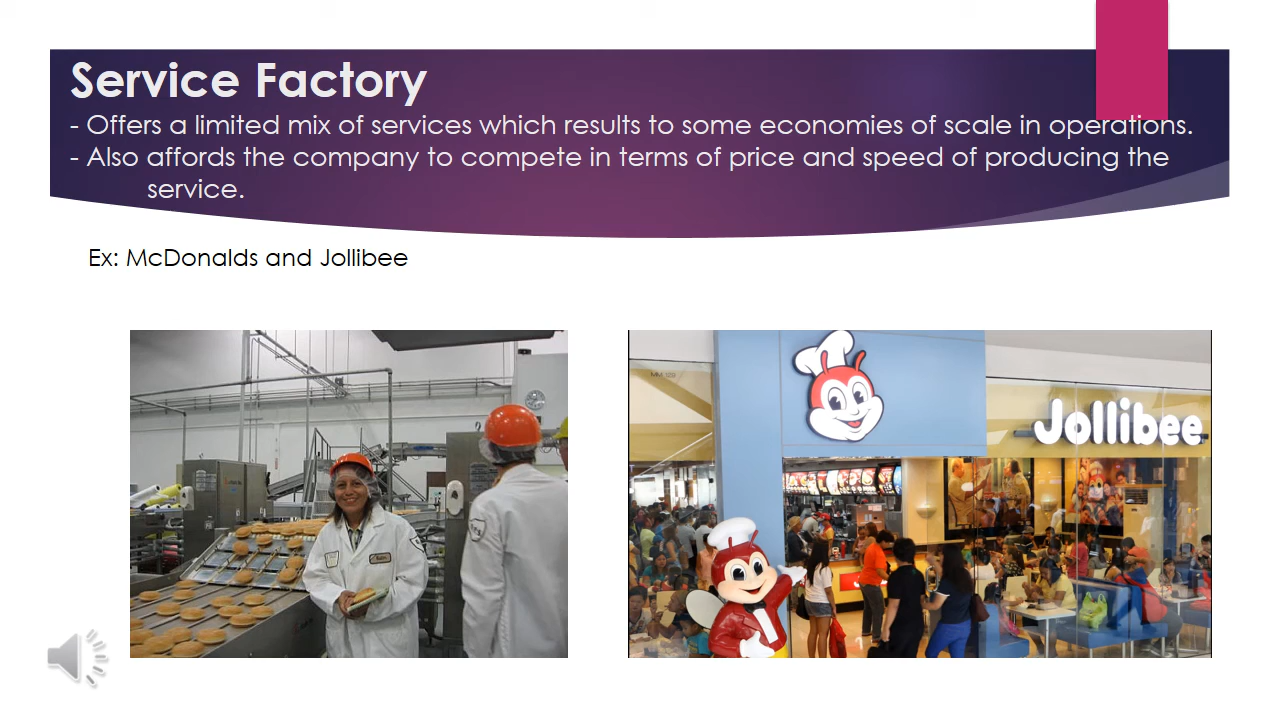 Service Factory
- Offers a limited mix of services which results to some economies of scale in operations.
- Also affords the company to compete in terms of price and speed of producing the
service.
Ex: McDonalds and Jollibee
Jollibee